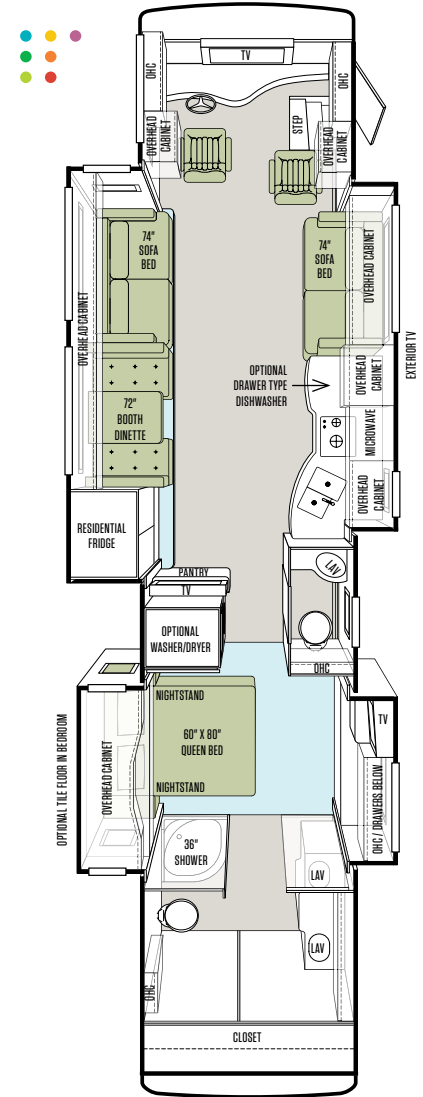 TV
OHC
OHC
OVERHEAD
CABINET
STEP
OVERHEAD
CABINET
74"
SOFA
BED
74"
SOFA
BED
OVERHEAD CABINET
OVERHEAD CABINET
EXTERIOR TV
OPTIONAL
DRAWER TYPE
DISHWASHER
OVERHEAD
CABINET
72"
BOOTH
DINETTE
MICROWAVE
OVERHEAD
CABINET
RESIDENTIAL
FRIDGE
LAV
PANTRY
TV
OPTIONAL
WASHER/DRYER
OHC
NIGHTSTAND
60" X 80"
QUEEN BED
NIGHTSTAND
OVERHEAD CABINET
OPTIONAL TILE FLOOR IN BEDROOM
TV
OHC / DRAWERS BELOW
36"
SHOWER
LAV
LAV
OHC
CLOSET